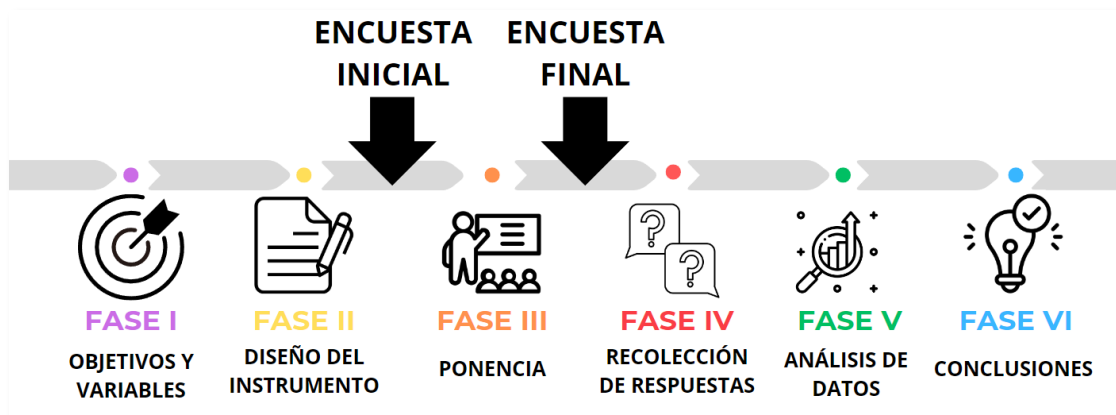 ENCUESTA
INICIAL
ENCUESTA
FINAL
?
?
FASE I
OBJETIVOS Y
VARIABLES
FASE II
DISEÑO DEL
INSTRUMENTO
FASE III
PONENCIA
FASE IV
RECOLECCIÓN
DE RESPUESTAS
FASE V
ANÁLISIS DE
DATOS
FASE VI
CONCLUSIONES